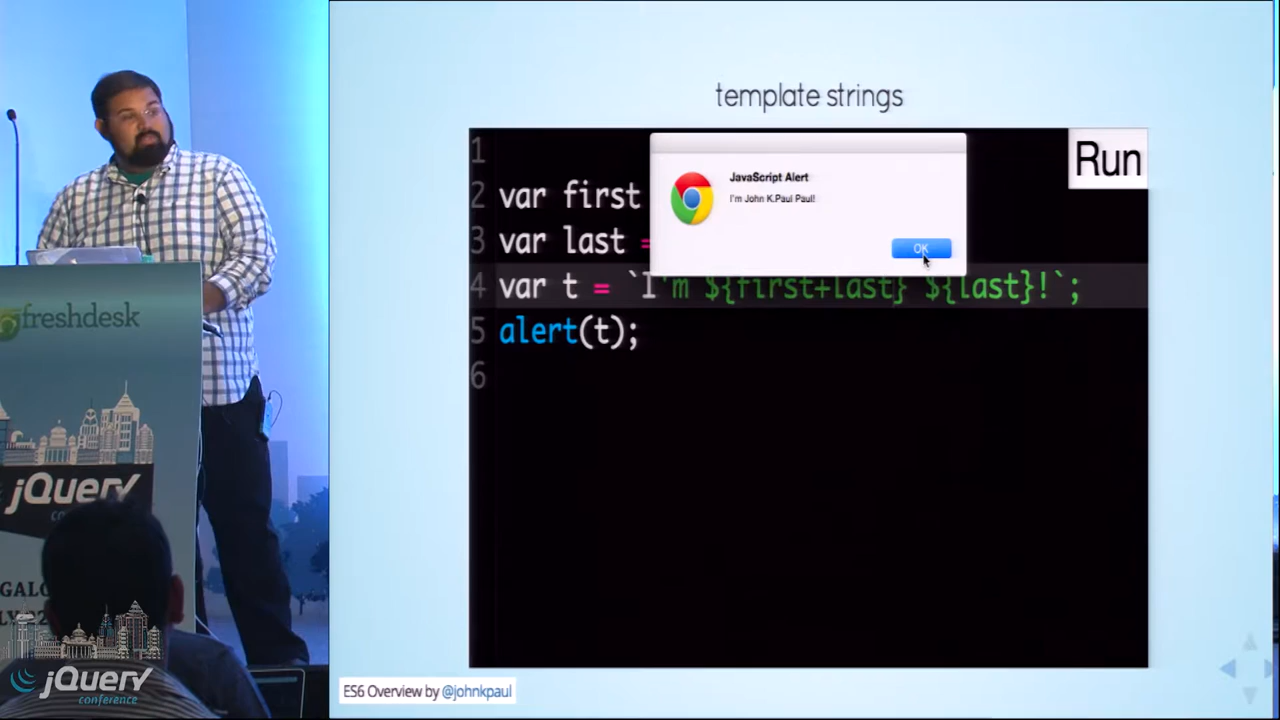 template strings
Run
1
2 var first
3 var last =
4 var t = `I'm ${first+last} ${last}!`;
5 alert(t);
6
JavaScript Alert
I'm John K.Paul Paul!
OK
freshdesk
jQuery
jQuery
conference
ES6 Overview by @johnkpaul